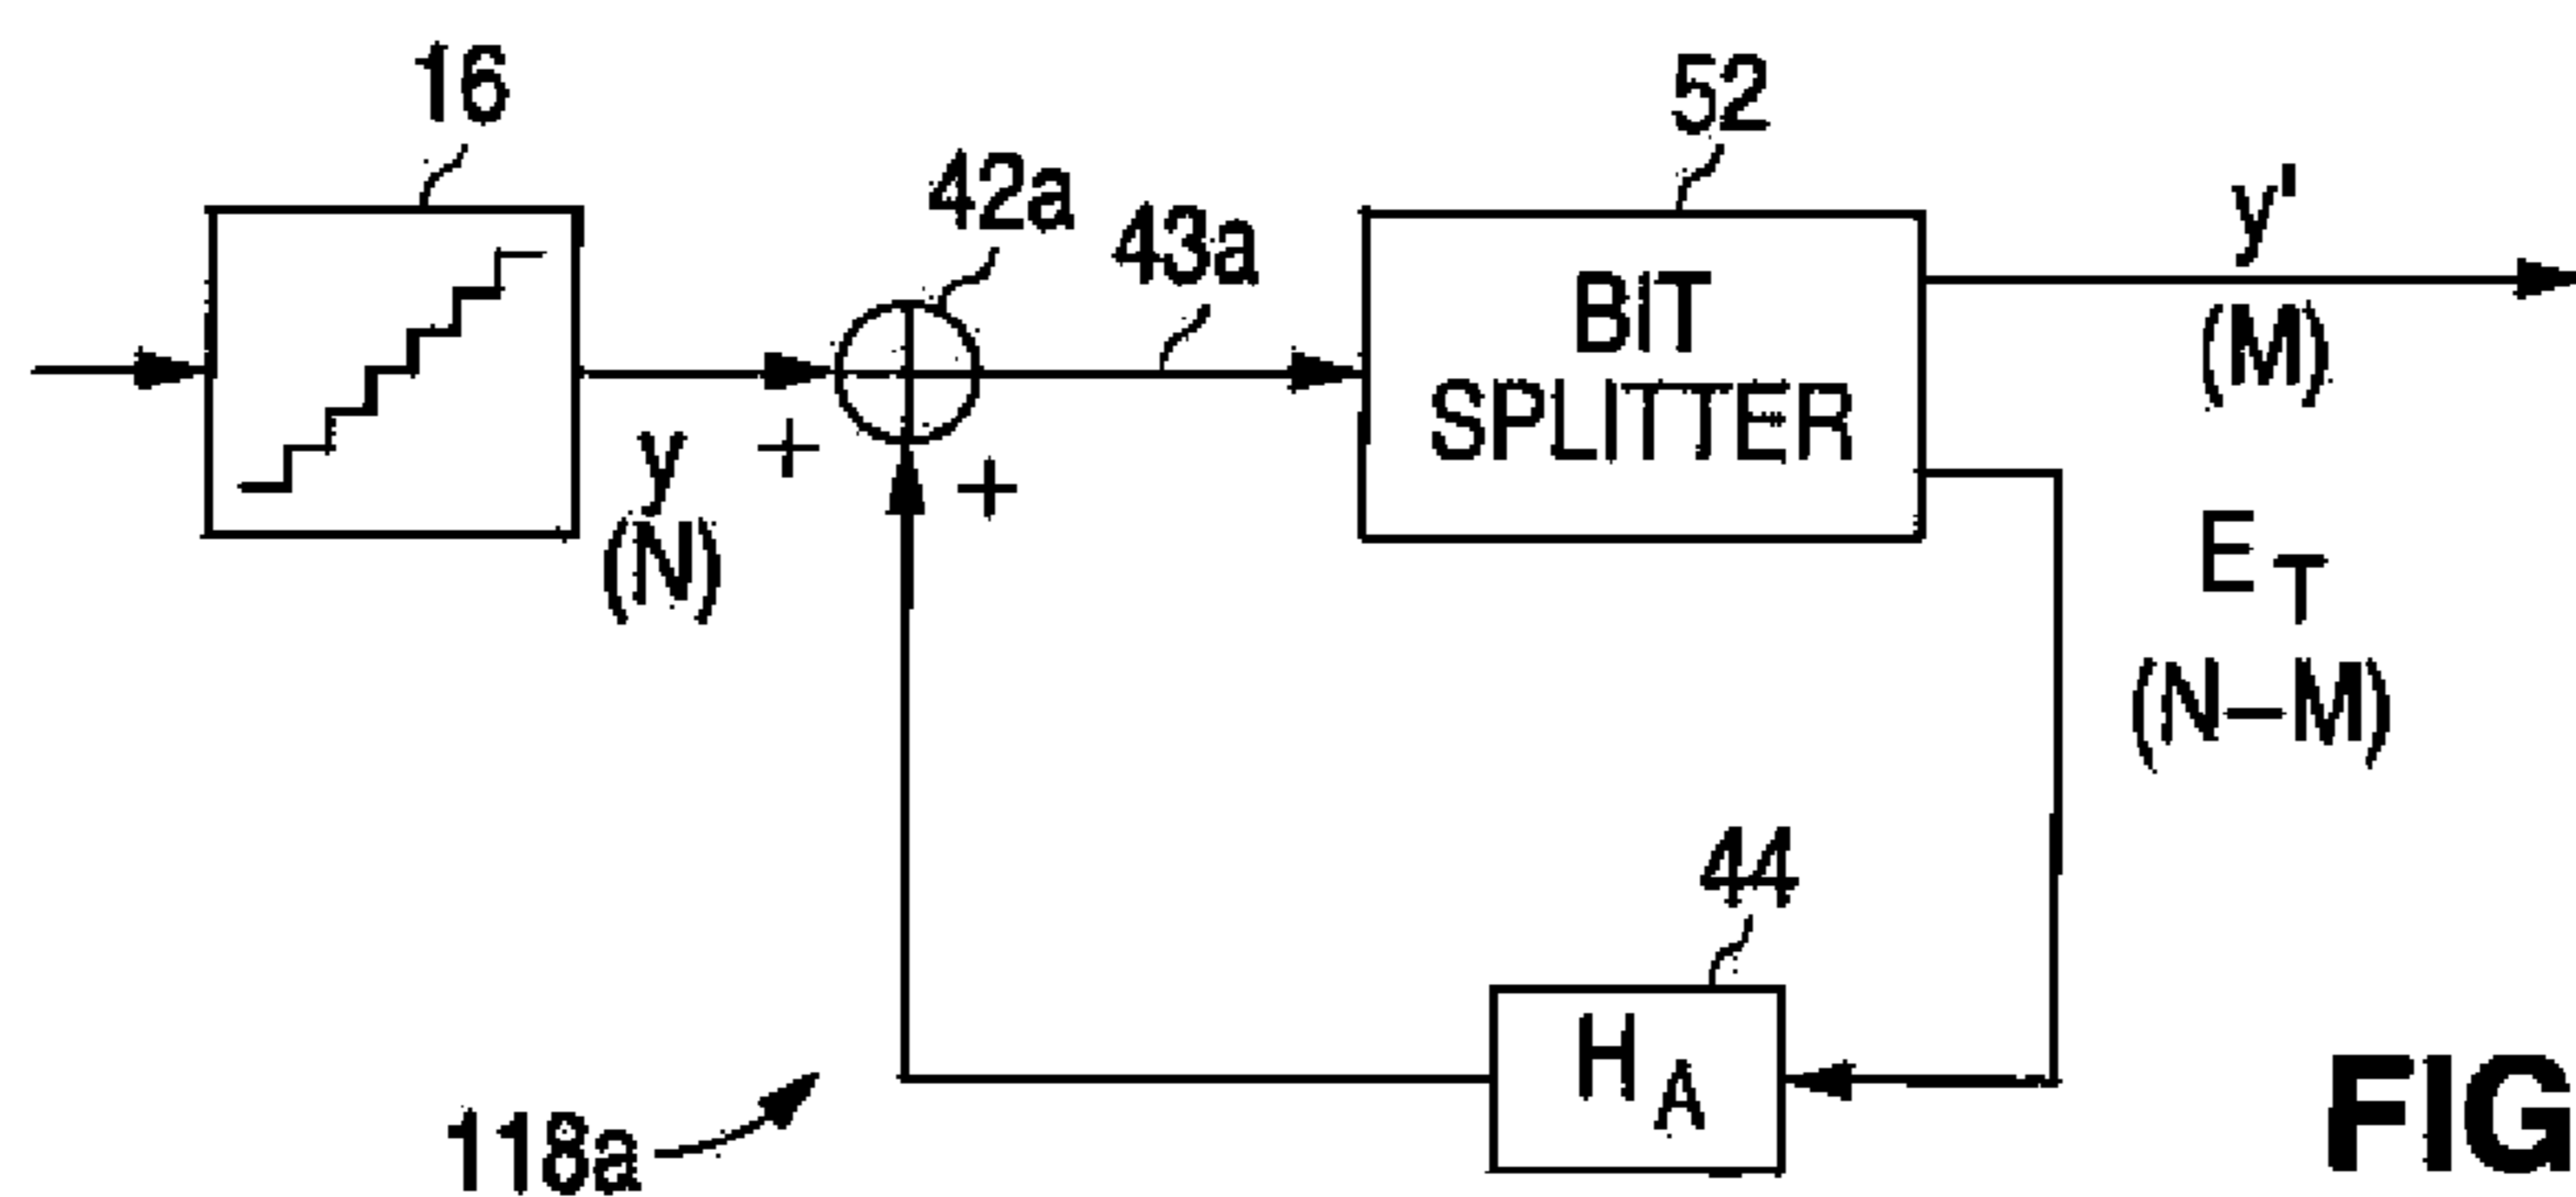 16
52
42a
43a
y'
(M)
BIT
SPLITTER
+
+
y
(N)
E T
(N-M)
44
H A
118a
FIG